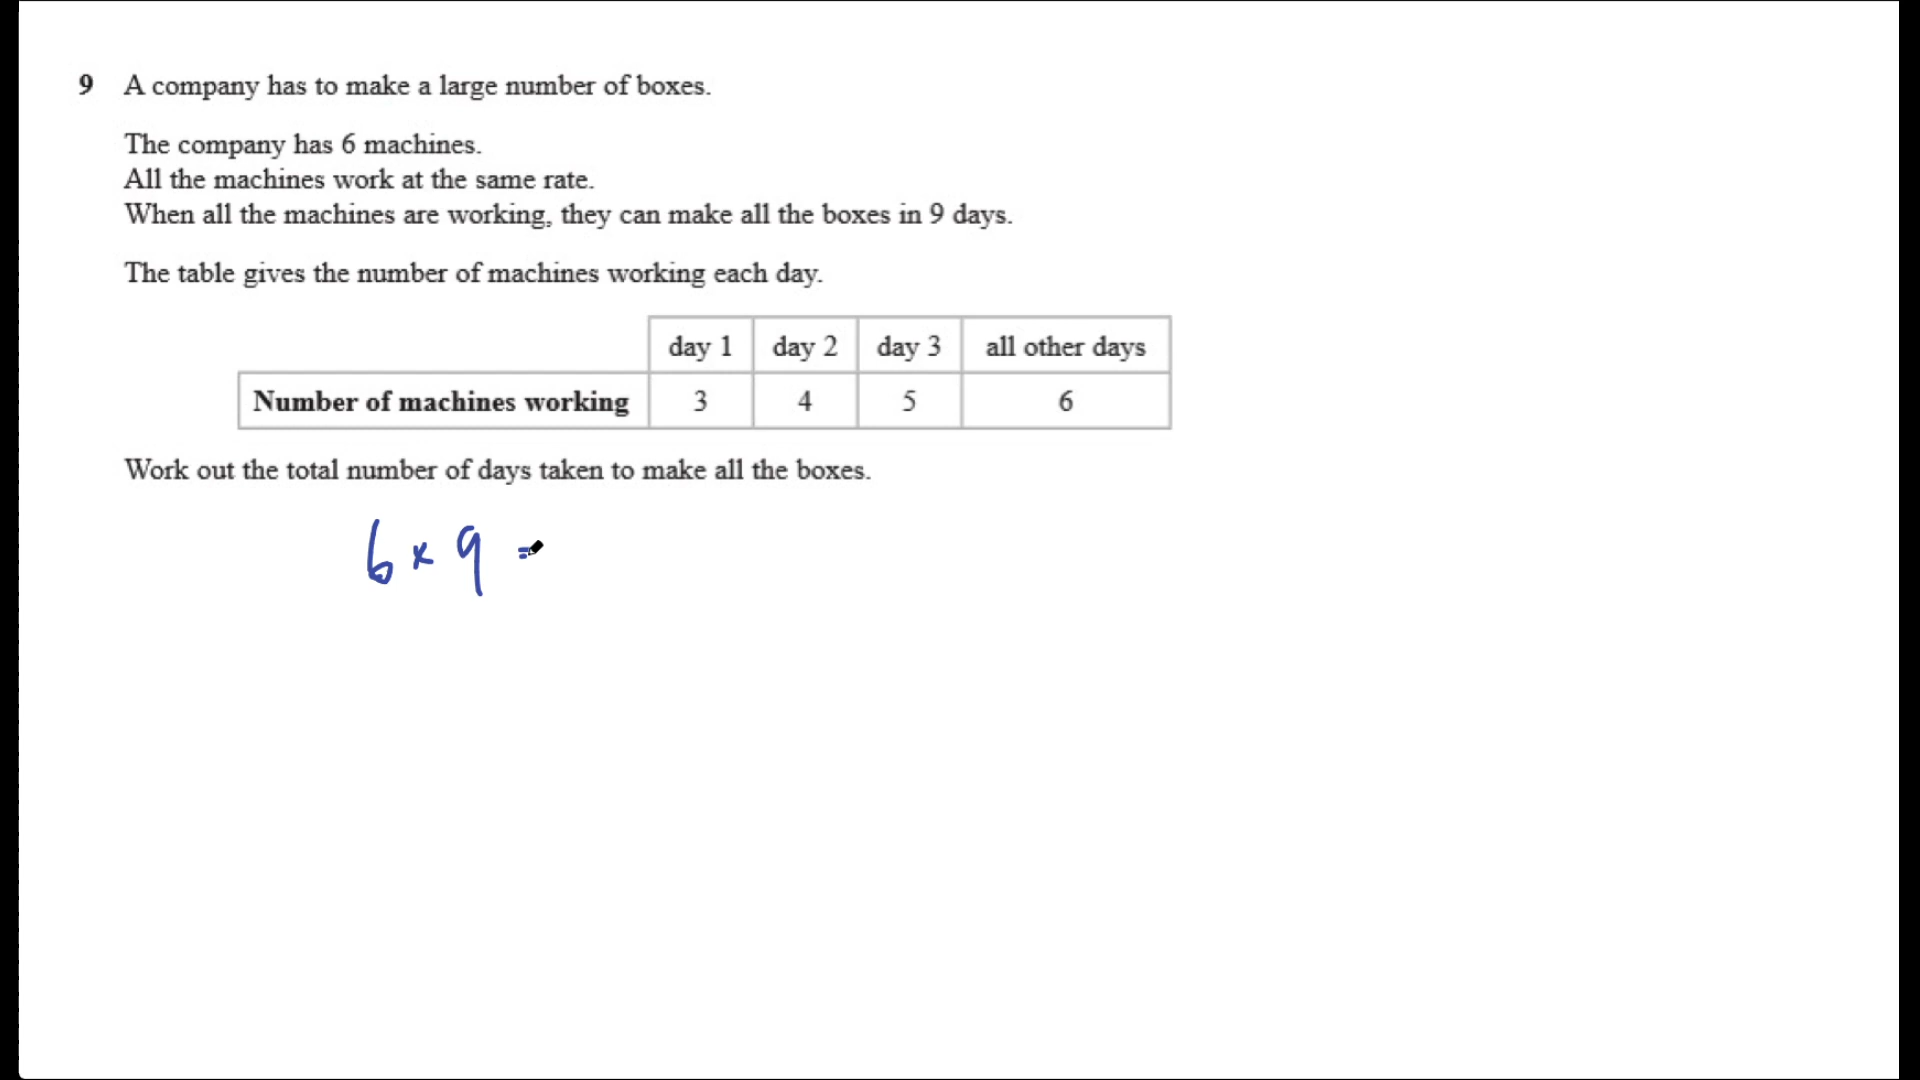 9 A company has to make a large number of boxes.
The company has 6 machines.
All the machines work at the same rate.
When all the machines are working, they can make all the boxes in 9 days.
The table gives the number of machines working each day.
day 1 day 2 day 3 all other days
Number of machines working 3 4 5 6
Work out the total number of days taken to make all the boxes.
6 × 9 =